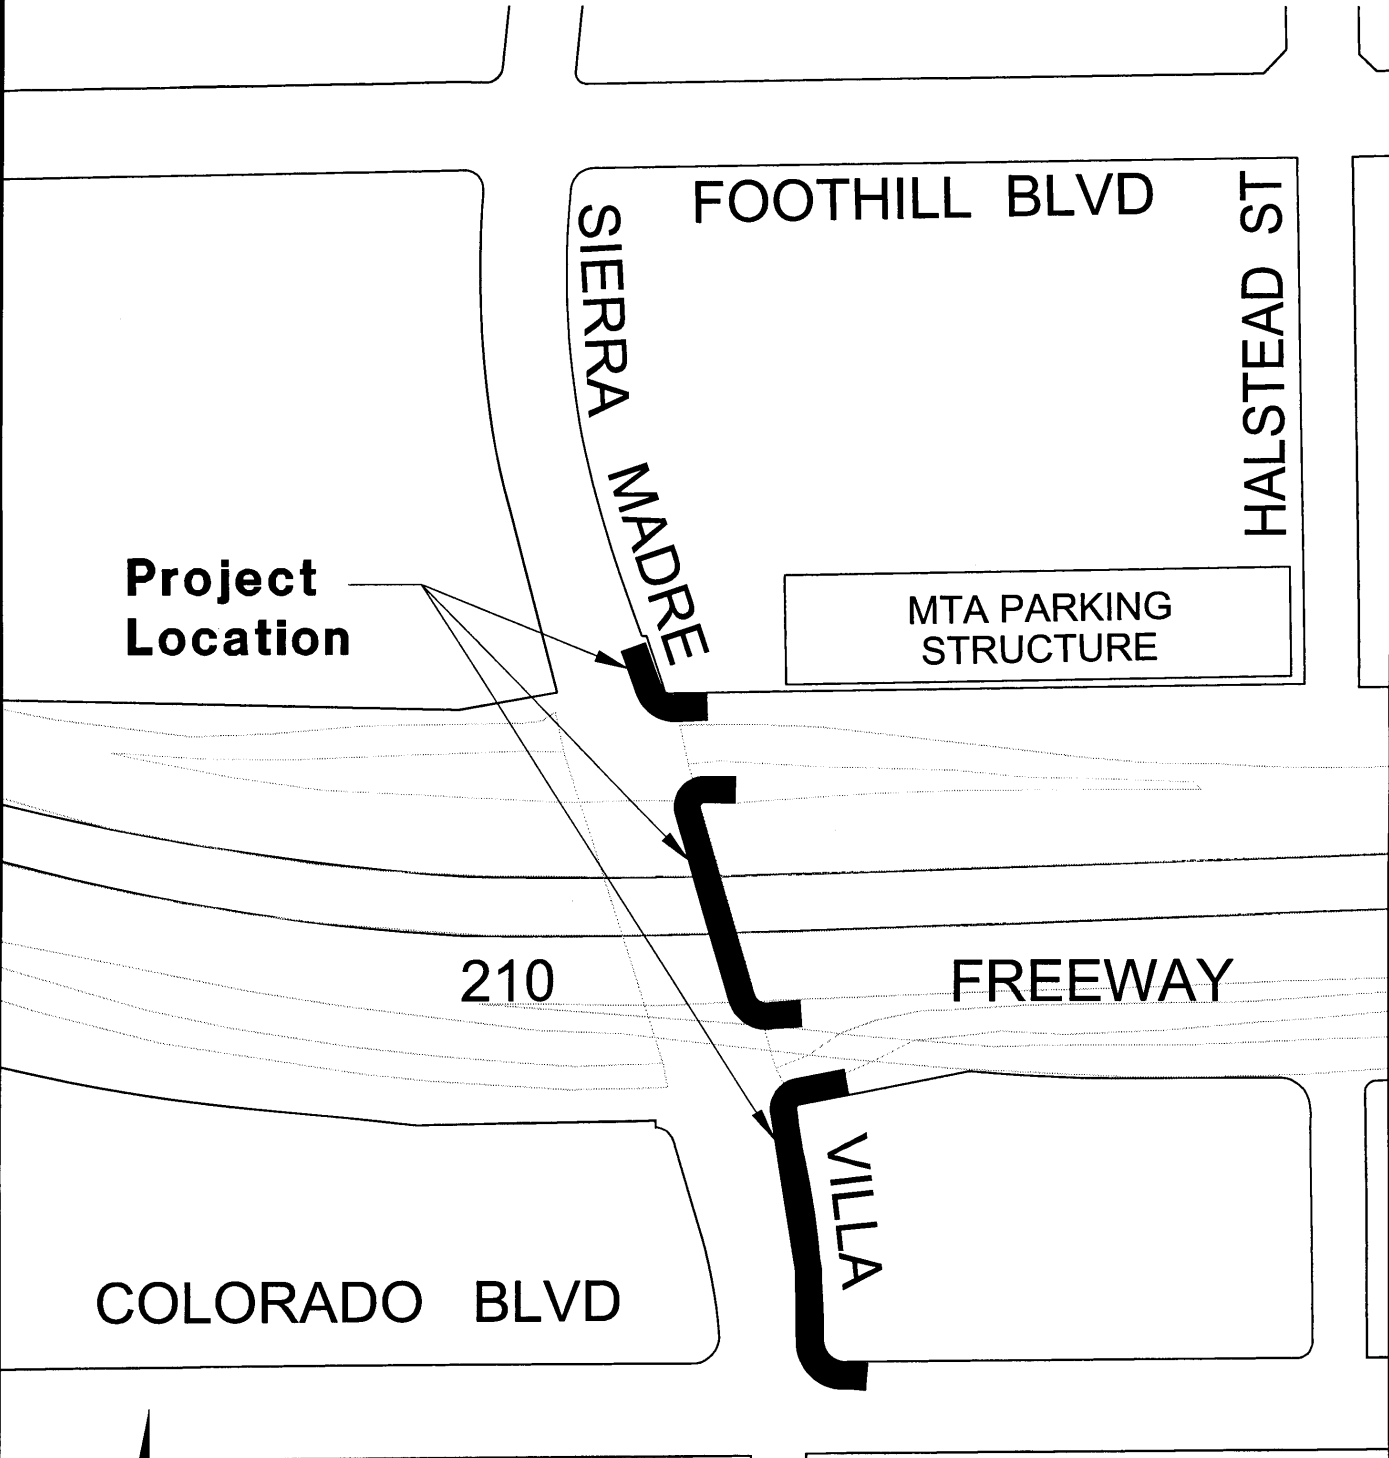 FOOTHILL BLVD
HALSTEAD ST
SIERRA MADRE
Project
Location
MTA PARKING
STRUCTURE
210 FREEWAY
VILLA
COLORADO BLVD